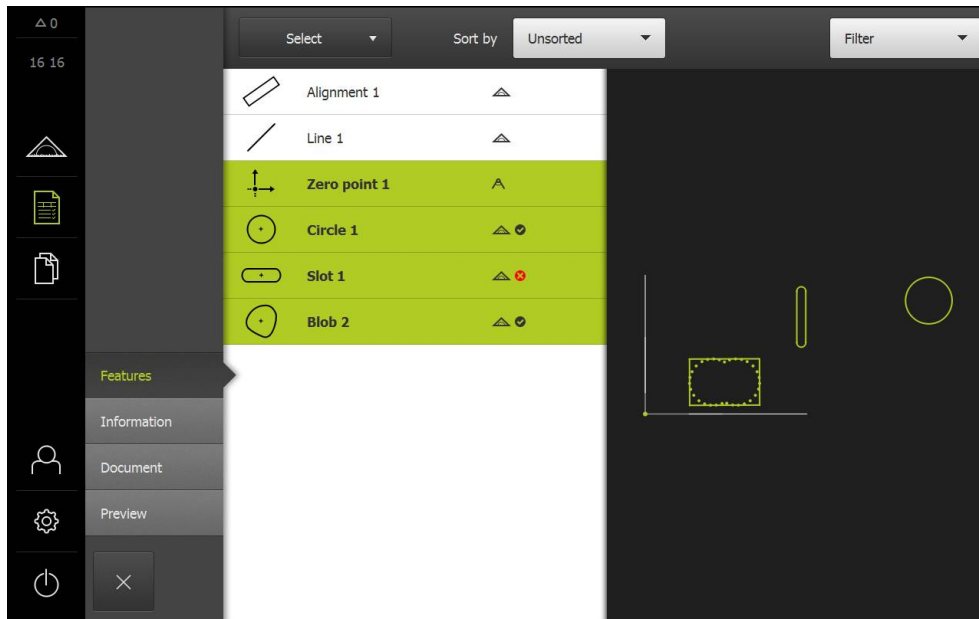 △ 0
16 16
Select
Sort by
Unsorted
Filter
Alignment 1
Line 1
Zero point 1
Circle 1
Slot 1
Blob 2
Features
Information
Document
Preview